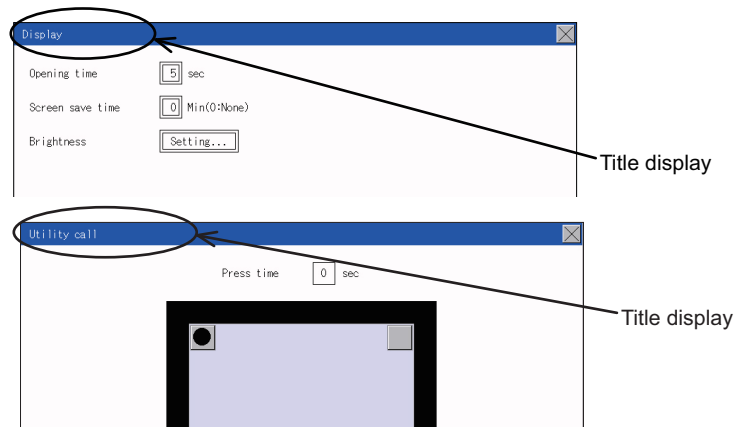 Display
Opening time 5 sec
Screen save time 0 Min(0:None)
Brightness Setting...
Title display
Utility call
Press time 0 sec
Title display